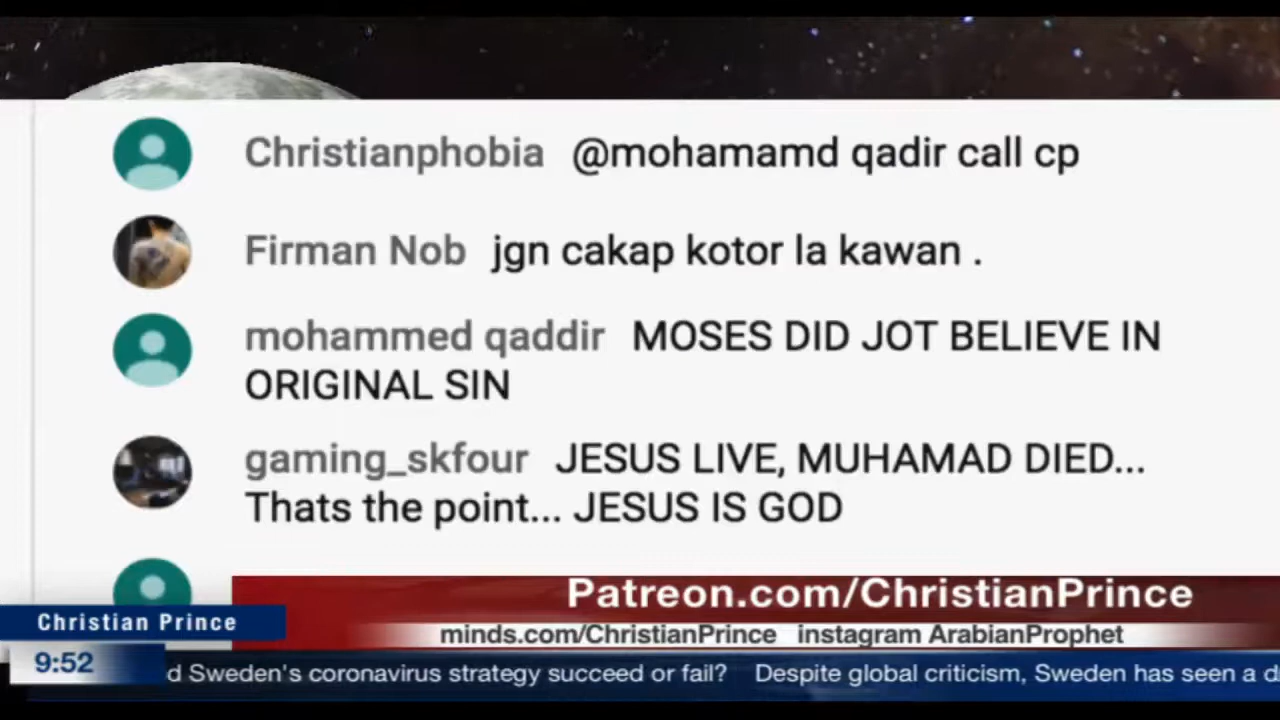 Christianphobia @mohamamd qadir call cp
Firman Nob jgn cakap kotor la kawan .
mohammed qaddir MOSES DID JOT BELIEVE IN
ORIGINAL SIN
gaming_skfour JESUS LIVE, MUHAMAD DIED...
Thats the point... JESUS IS GOD
Patreon.com/ChristianPrince
Christian Prince
minds.com/ChristianPrince instagram ArabianProphet
9:52
d Sweden's coronavirus strategy succeed or fail? Despite global criticism, Sweden has seen a d